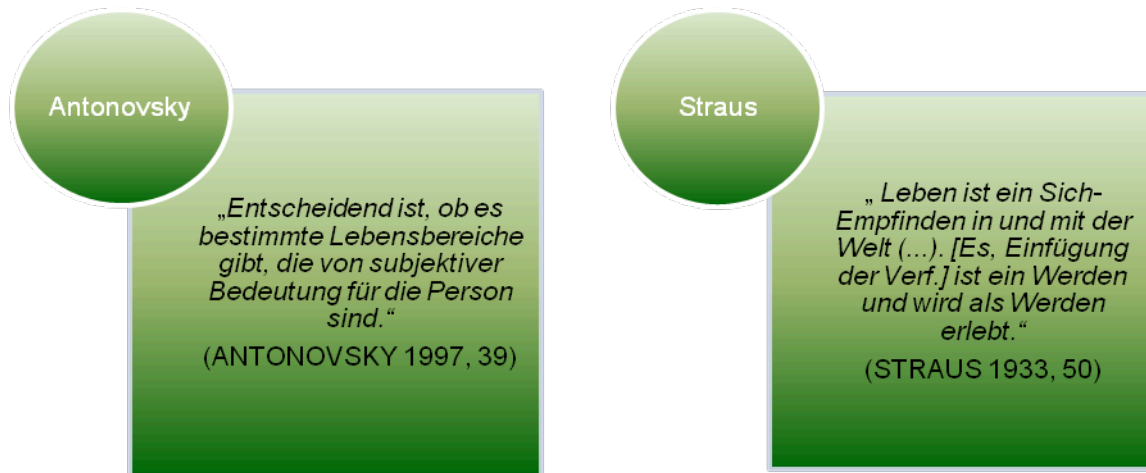 Antonovsky
„Entscheidend ist, ob es
bestimmte Lebensbereiche
gibt, die von subjektiver
Bedeutung für die Person
sind.“
(ANTONOVSKY 1997, 39)
Straus
„ Leben ist ein Sich-
Empfinden in und mit der
Welt (...). [Es, Einfügung
der Verf.] ist ein Werden
und wird als Werden
erlebt.“
(STRAUS 1933, 50)